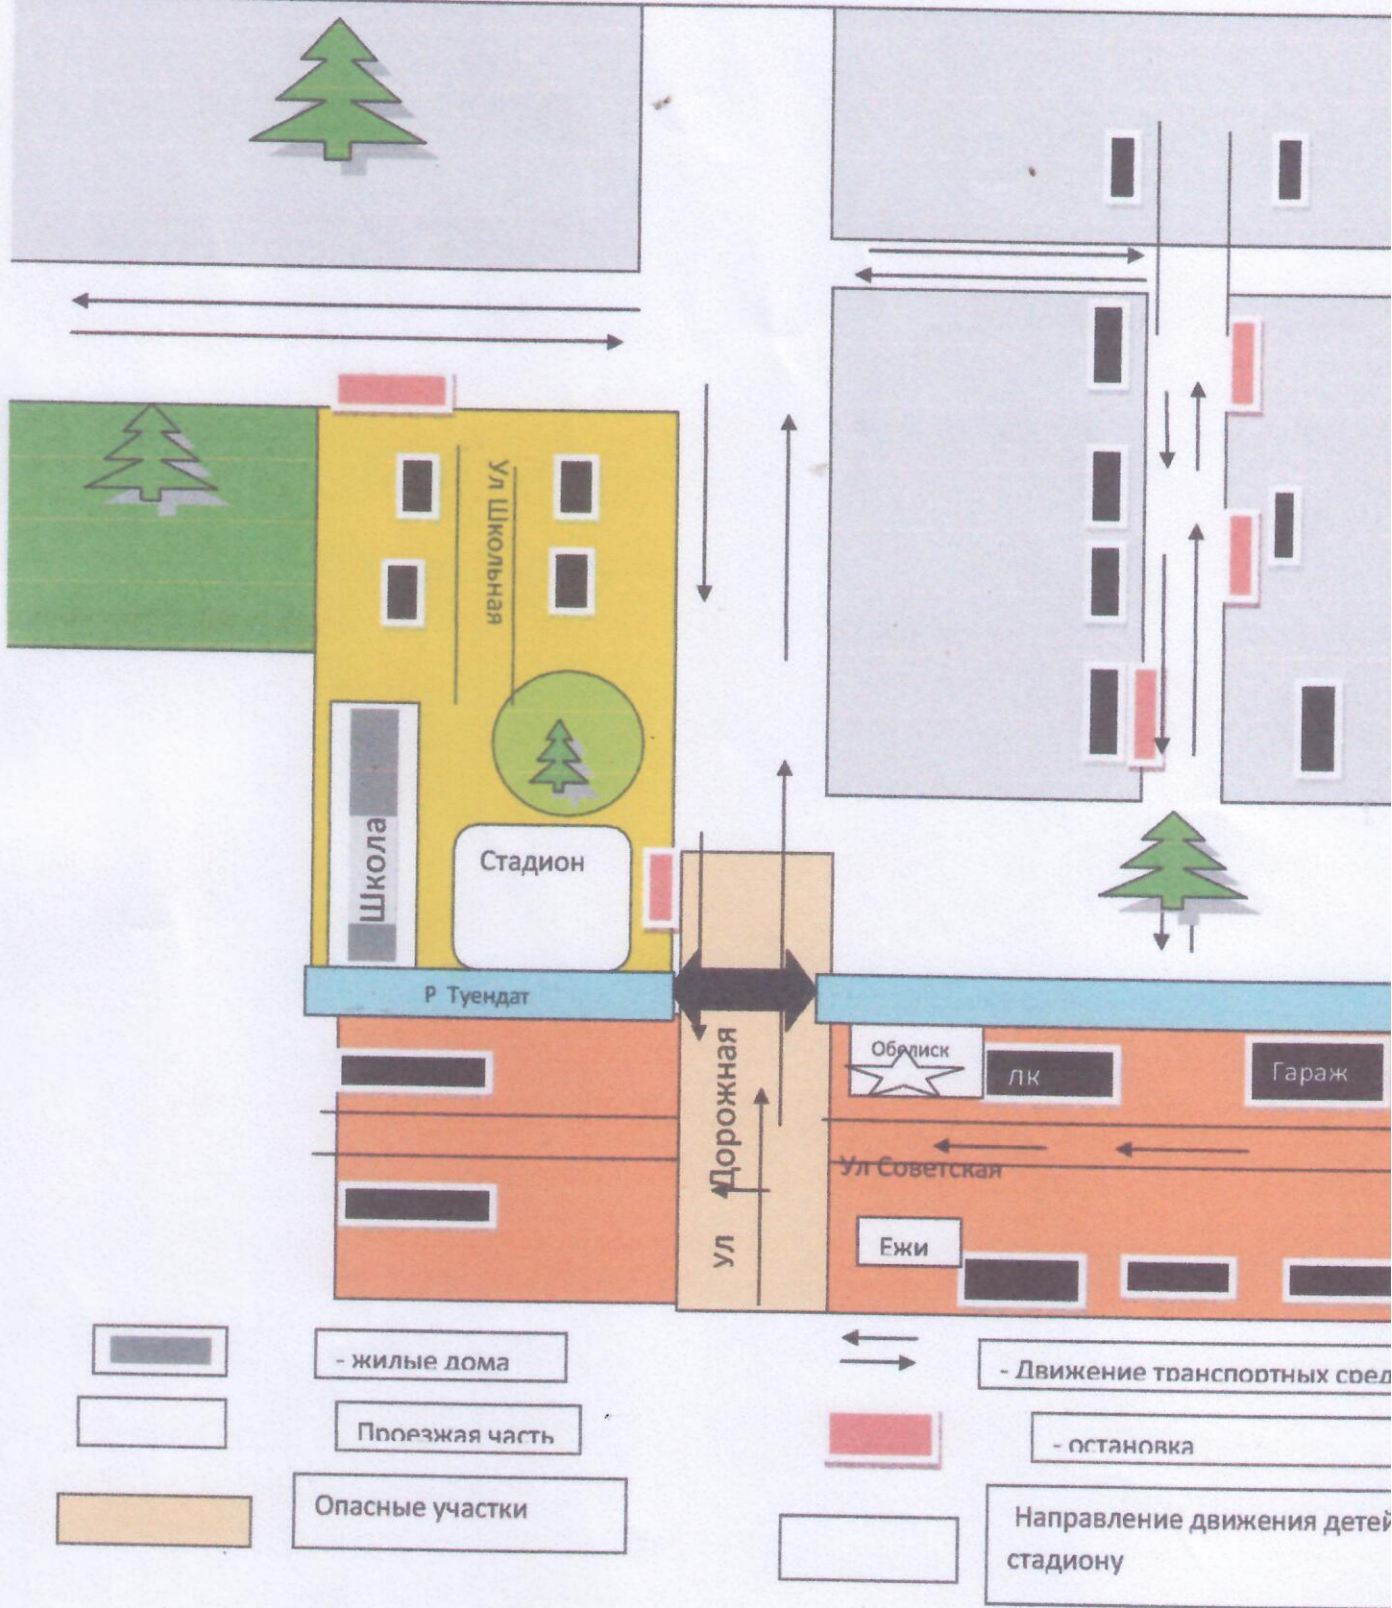 Ул Школьная
Школа
Стадион
Р Туендат
Ул Дорожная
Обелиск
ЛК
Гараж
Ул Советская
Ежи
- жилые дома
- Движение транспортных сред
Проезжая часть
- остановка
Опасные участки
Направление движения детей
стадиону